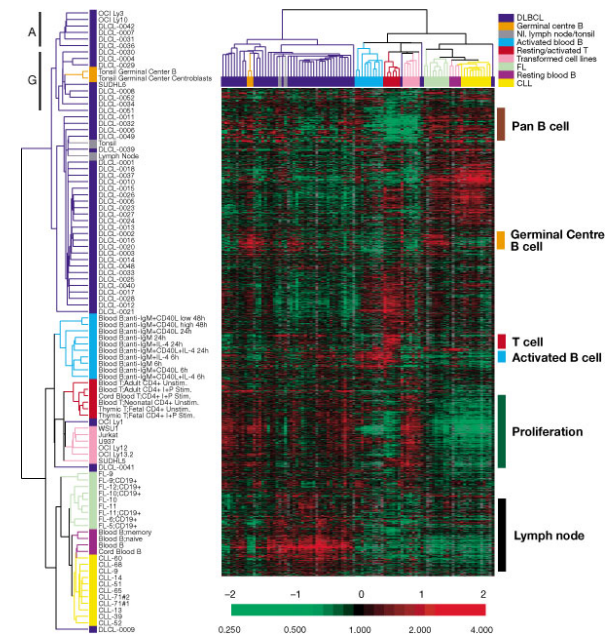 A
G
OCI Ly3
OCI Ly10
DLCL-0042
DLCL-0007
DLCL-0031
DLCL-0036
DLCL-0030
DLCL-0004
DLCL-0029
Tonsil Germinal Center B
Tonsil Germinal Center Centroblasts
SUDHL6
DLCL-0008
DLCL-0052
DLCL-0034
DLCL-0051
DLCL-0011
DLCL-0032
DLCL-0006
DLCL-0049
Tonsil
DLCL-0039
Lymph Node
DLCL-0001
DLCL-0018
DLCL-0037
DLCL-0010
DLCL-0015
DLCL-0026
DLCL-0005
DLCL-0023
DLCL-0027
DLCL-0024
DLCL-0013
DLCL-0002
DLCL-0016
DLCL-0020
DLCL-0003
DLCL-0014
DLCL-0048
DLCL-0033
DLCL-0025
DLCL-0040
DLCL-0017
DLCL-0028
DLCL-0012
DLCL-0021
Blood B;anti-IgM+CD40L low 48h
Blood B;anti-IgM+CD40L high 48h
Blood B;anti-IgM+CD40L 24h
Blood B;anti-IgM 24h
Blood B;anti-IgM+IL-4 24h
Blood B;anti-IgM+CD40L+IL-4 24h
Blood B;anti-IgM+IL-4 6h
Blood B;anti-IgM 6h
Blood B;anti-IgM+CD40L 6h
Blood B;anti-IgM+CD40L+IL-4 6h
Blood T;Adult CD4+ Unstim.
Blood T;Adult CD4+ I+P Stim.
Cord Blood T;CD4+ I+P Stim.
Blood T;Neonatal CD4+ Unstim.
Thymic T;Fetal CD4+ Unstim.
Thymic T;Fetal CD4+ I+P Stim.
OCI Ly1
WSUT
Jurkat
U937
OCI Ly12
OCI Ly13.2
SUDHL5
DLCL-0041
FL-9
FL-9;CD19+
FL-12;CD19+
FL-10;CD19+
FL-10
FL-11
FL-11;CD19+
FL-6;CD19+
FL-5;CD19+
Blood B;memory
Blood B;naive
Blood B
Cord Blood B
CLL-60
CLL-68
CLL-9
CLL-14
CLL-51
CLL-65
CLL-71#2
CLL-71#1
CLL-13
CLL-39
CLL-52
DLCL-0009
DLBCL
Germinal centre B
Nl. lymph node/tonsil
Activated blood B
Resting/activated T
Transformed cell lines
FL
Resting blood B
CLL
Pan B cell
Germinal Centre
B cell
T cell
Activated B cell
Proliferation
Lymph node
−2 −1 0 1 2
0.250 0.500 1.000 2.000 4.000